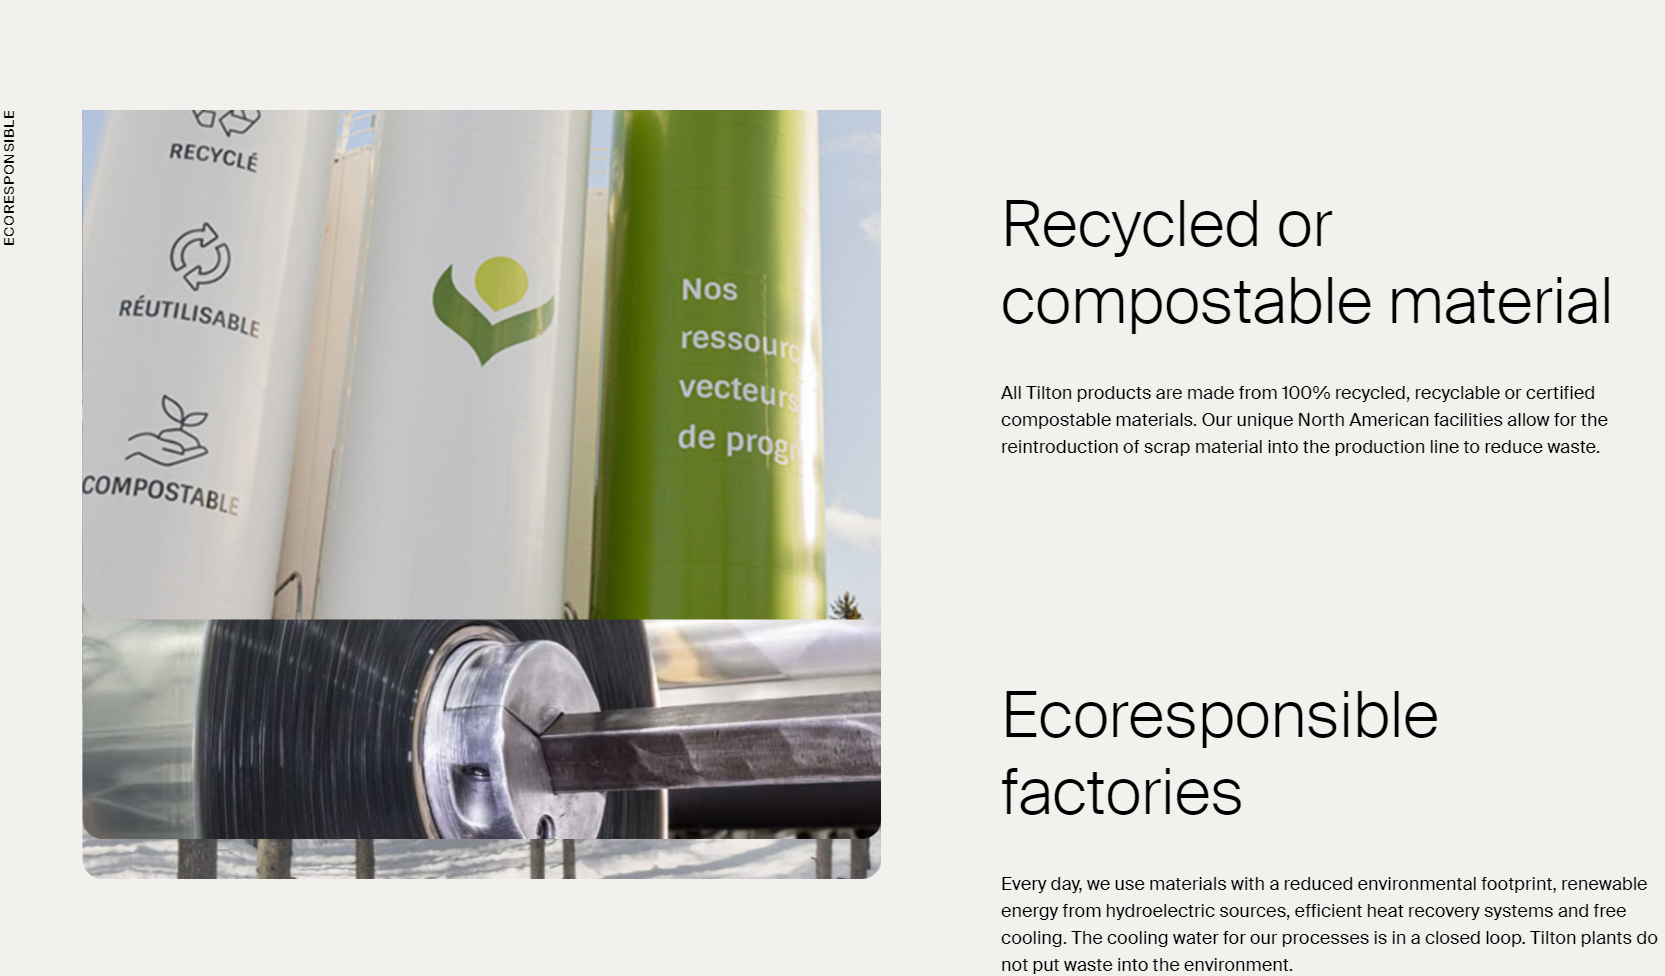 ECORESPONSIBLE
RECYCLÉ
RÉUTILISABLE
COMPOSTABLE
Nos
vecteurs
de
Recycled or
compostable material
All Tilton products are made from 100% recycled, recyclable or certified
compostable materials. Our unique North American facilities allow for the
reintroduction of scrap material into the production line to reduce waste.
Ecoresponsible
factories
Every day, we use materials with a reduced environmental footprint, renewable
energy from hydroelectric sources, efficient heat recovery systems and free
cooling. The cooling water for our processes is in a closed loop. Tilton plants do
not put waste into the environment.